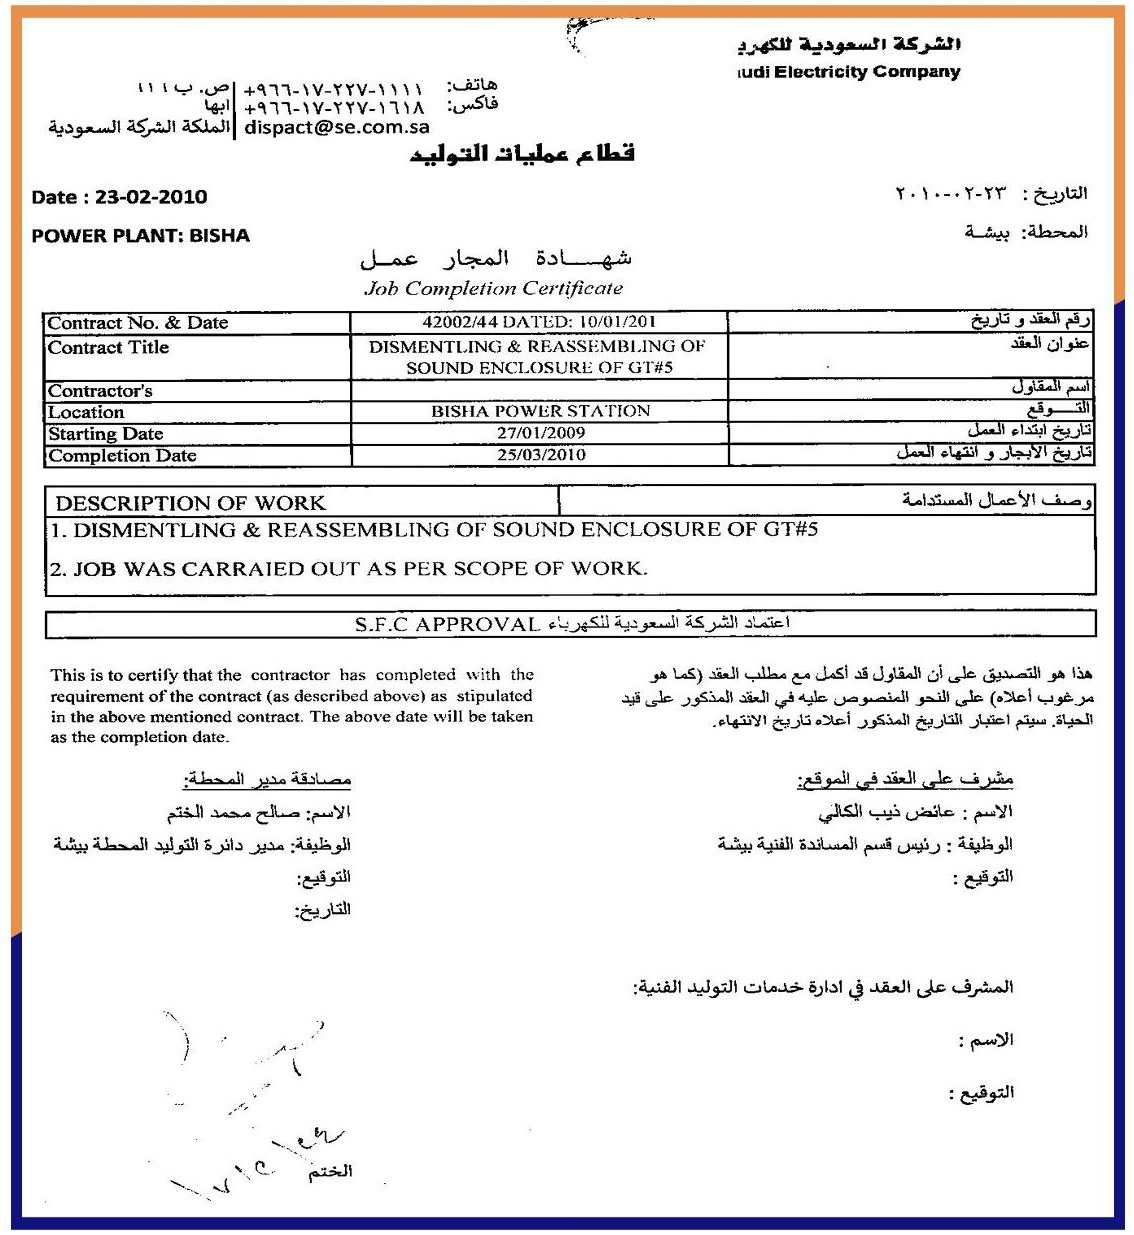 الشركة السعودية للكهرب
udi Electricity Company
هاتف: +٩٦٦-١٧-٢٢٧-١١١١ ص. ب ١١١
فاكس: +٩٦٦-١٧-٢٢٧-١٦١٨ ابها
dispact@se.com.sa الملكة الشركة السعودية
قطاع عمليات التوليد
Date : 23-02-2010 التاريخ : ٢٣-٠٢-٢٠١٠
POWER PLANT: BISHA المحطة: بيشة
شهــــادة المجار عمـل
Job Completion Certificate
Contract No. & Date 42002/44 DATED: 10/01/201 رقم العقد و تاريخ
Contract Title DISMENTLING & REASSEMBLING OF عنوان العقد
SOUND ENCLOSURE OF GT#5
Contractor's اسم المقاول
Location BISHA POWER STATION التـــوقع
Starting Date 27/01/2009 تاريخ ابتداء العمل
Completion Date 25/03/2010 تاريخ الأبجار و انتهاء العمل
DESCRIPTION OF WORK وصف الأعمال المستدامة
1. DISMENTLING & REASSEMBLING OF SOUND ENCLOSURE OF GT#5
2. JOB WAS CARRAIED OUT AS PER SCOPE OF WORK.
S.F.C APPROVAL اعتماد الشركة السعودية للكهرباء
This is to certify that the contractor has completed with the
requirement of the contract (as described above) as stipulated
in the above mentioned contract. The above date will be taken
as the completion date.
هذا هو التصديق على أن المقاول قد أكمل مع مطلب العقد (كما هو
مرغوب أعلاه) على النحو المنصوص عليه في العقد المذكور على قيد
الحياة. سيتم اعتبار التاريخ المذكور أعلاه تاريخ الانتهاء.
مشرف على العقد في الموقع:
الاسم : عائض ذيب الكالي
الوظيفة : رئيس قسم المساندة الفنية بيشة
التوقيع :
مصادقة مدير المحطة:
الاسم: صالح محمد الختم
الوظيفة: مدير دائرة التوليد المحطة بيشة
التوقيع:
التاريخ:
المشرف على العقد في ادارة خدمات التوليد الفنية:
الاسم :
التوقيع :
الختم